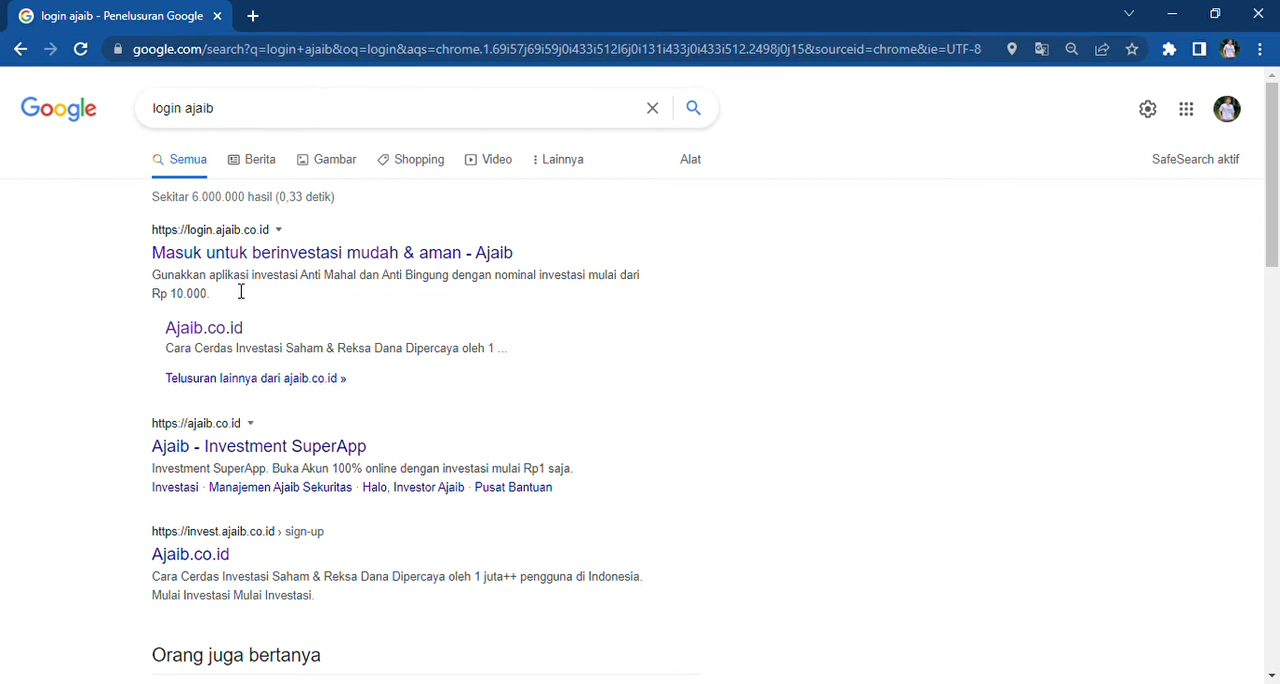 login ajaib - Penelusuran Google
google.com/search?q=login+ajaib&oq=login&aqs=chrome.1.69i57j69i59j0i433i512l6j0i131i433j0i433i512.2498j0j15&sourceid=chrome&ie=UTF-8
Google
login ajaib
Semua Berita Gambar Shopping Video Lainnya Alat SafeSearch aktif
Sekitar 6.000.000 hasil (0,33 detik)
https://login.ajaib.co.id
Masuk untuk berinvestasi mudah & aman - Ajaib
Gunakkan aplikasi investasi Anti Mahal dan Anti Bingung dengan nominal investasi mulai dari
Rp 10.000.
Ajaib.co.id
Cara Cerdas Investasi Saham & Reksa Dana Dipercaya oleh 1 ...
Telusuran lainnya dari ajaib.co.id »
https://ajaib.co.id
Ajaib - Investment SuperApp
Investment SuperApp. Buka Akun 100% online dengan investasi mulai Rp1 saja.
Investasi · Manajemen Ajaib Sekuritas · Halo, Investor Ajaib · Pusat Bantuan
https://invest.ajaib.co.id › sign-up
Ajaib.co.id
Cara Cerdas Investasi Saham & Reksa Dana Dipercaya oleh 1 juta++ pengguna di Indonesia.
Mulai Investasi Mulai Investasi.
Orang juga bertanya